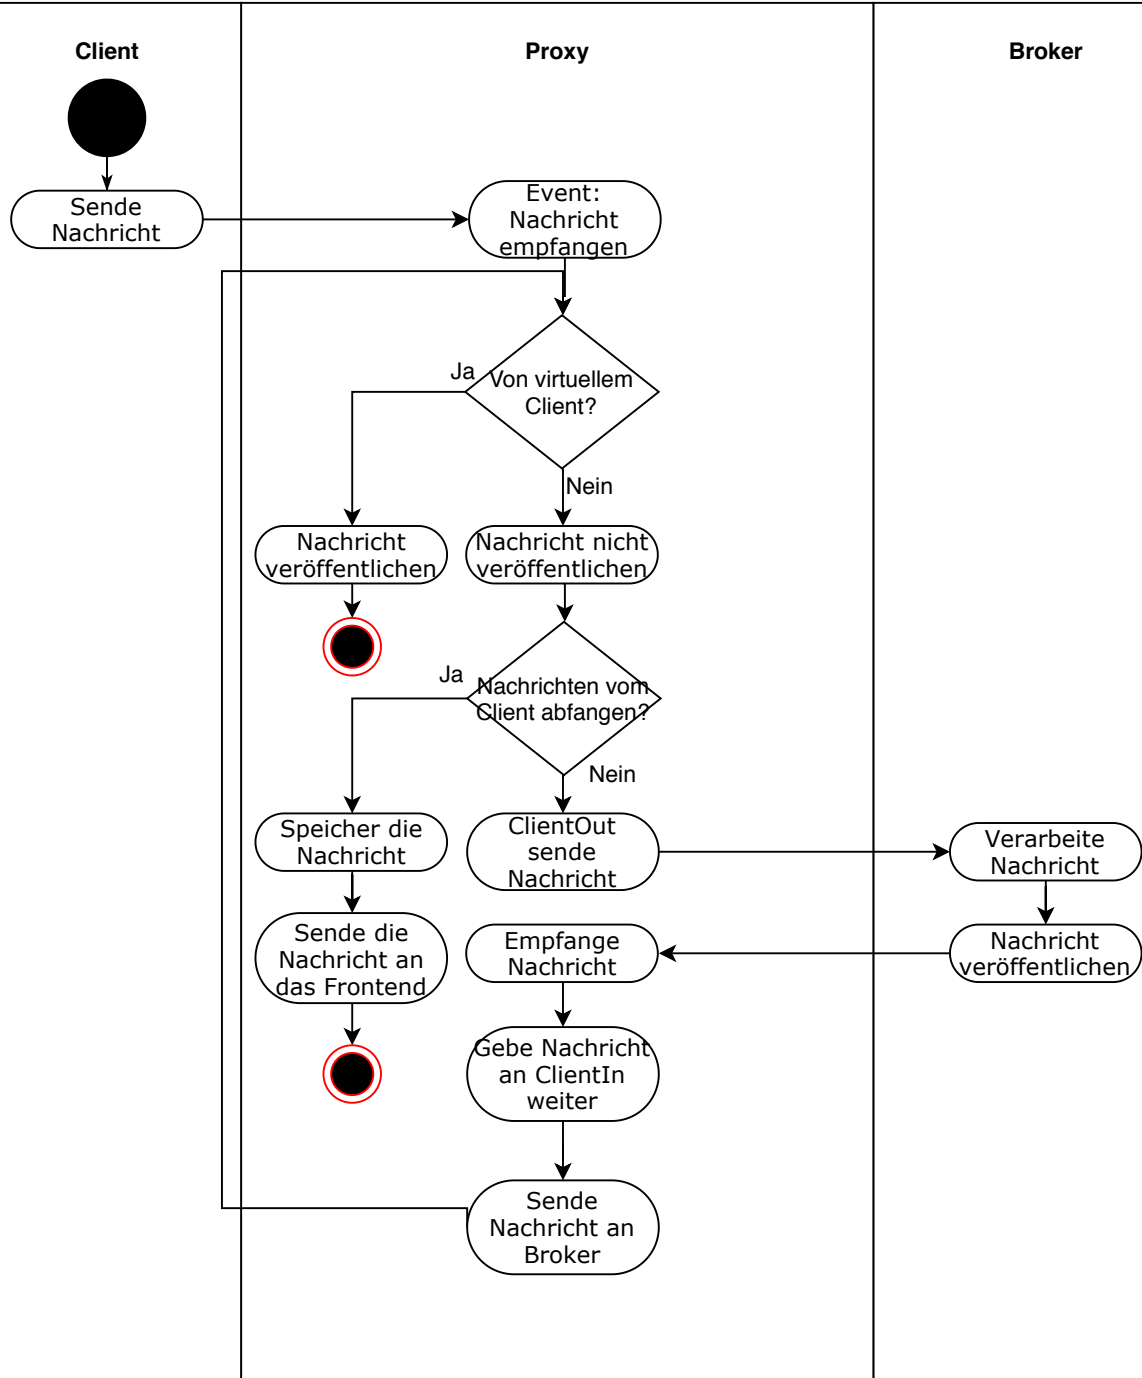 Client
Proxy
Broker
Sende
Nachricht
Event:
Nachricht
empfangen
Ja
Von virtuellem
Client?
Nein
Nachricht
veröffentlichen
Nachricht nicht
veröffentlichen
Ja
Nachrichten vom
Client abfangen?
Nein
Speicher die
Nachricht
ClientOut
sende
Nachricht
Verarbeite
Nachricht
Sende die
Nachricht an
das Frontend
Empfange
Nachricht
Nachricht
veröffentlichen
Gebe Nachricht
an ClientIn
weiter
Sende
Nachricht an
Broker